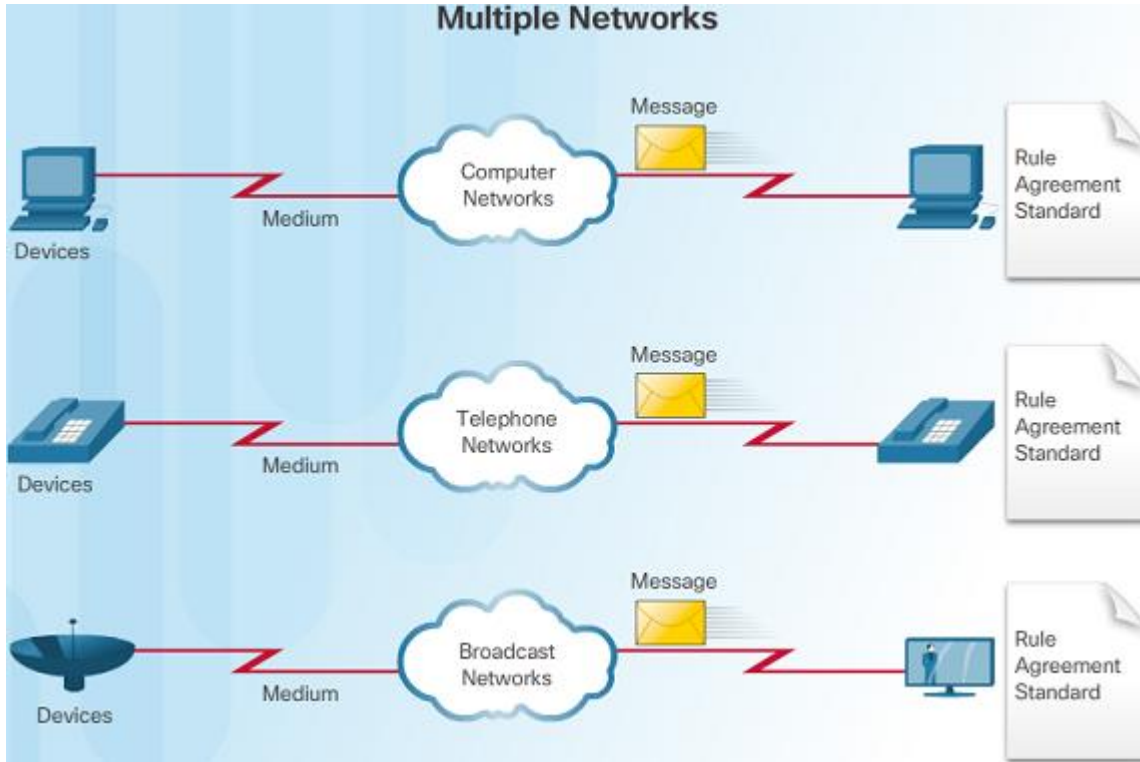 Multiple Networks
Message
Computer
Networks
Medium
Devices
Rule
Agreement
Standard
Message
Telephone
Networks
Medium
Devices
Rule
Agreement
Standard
Message
Broadcast
Networks
Medium
Devices
Rule
Agreement
Standard